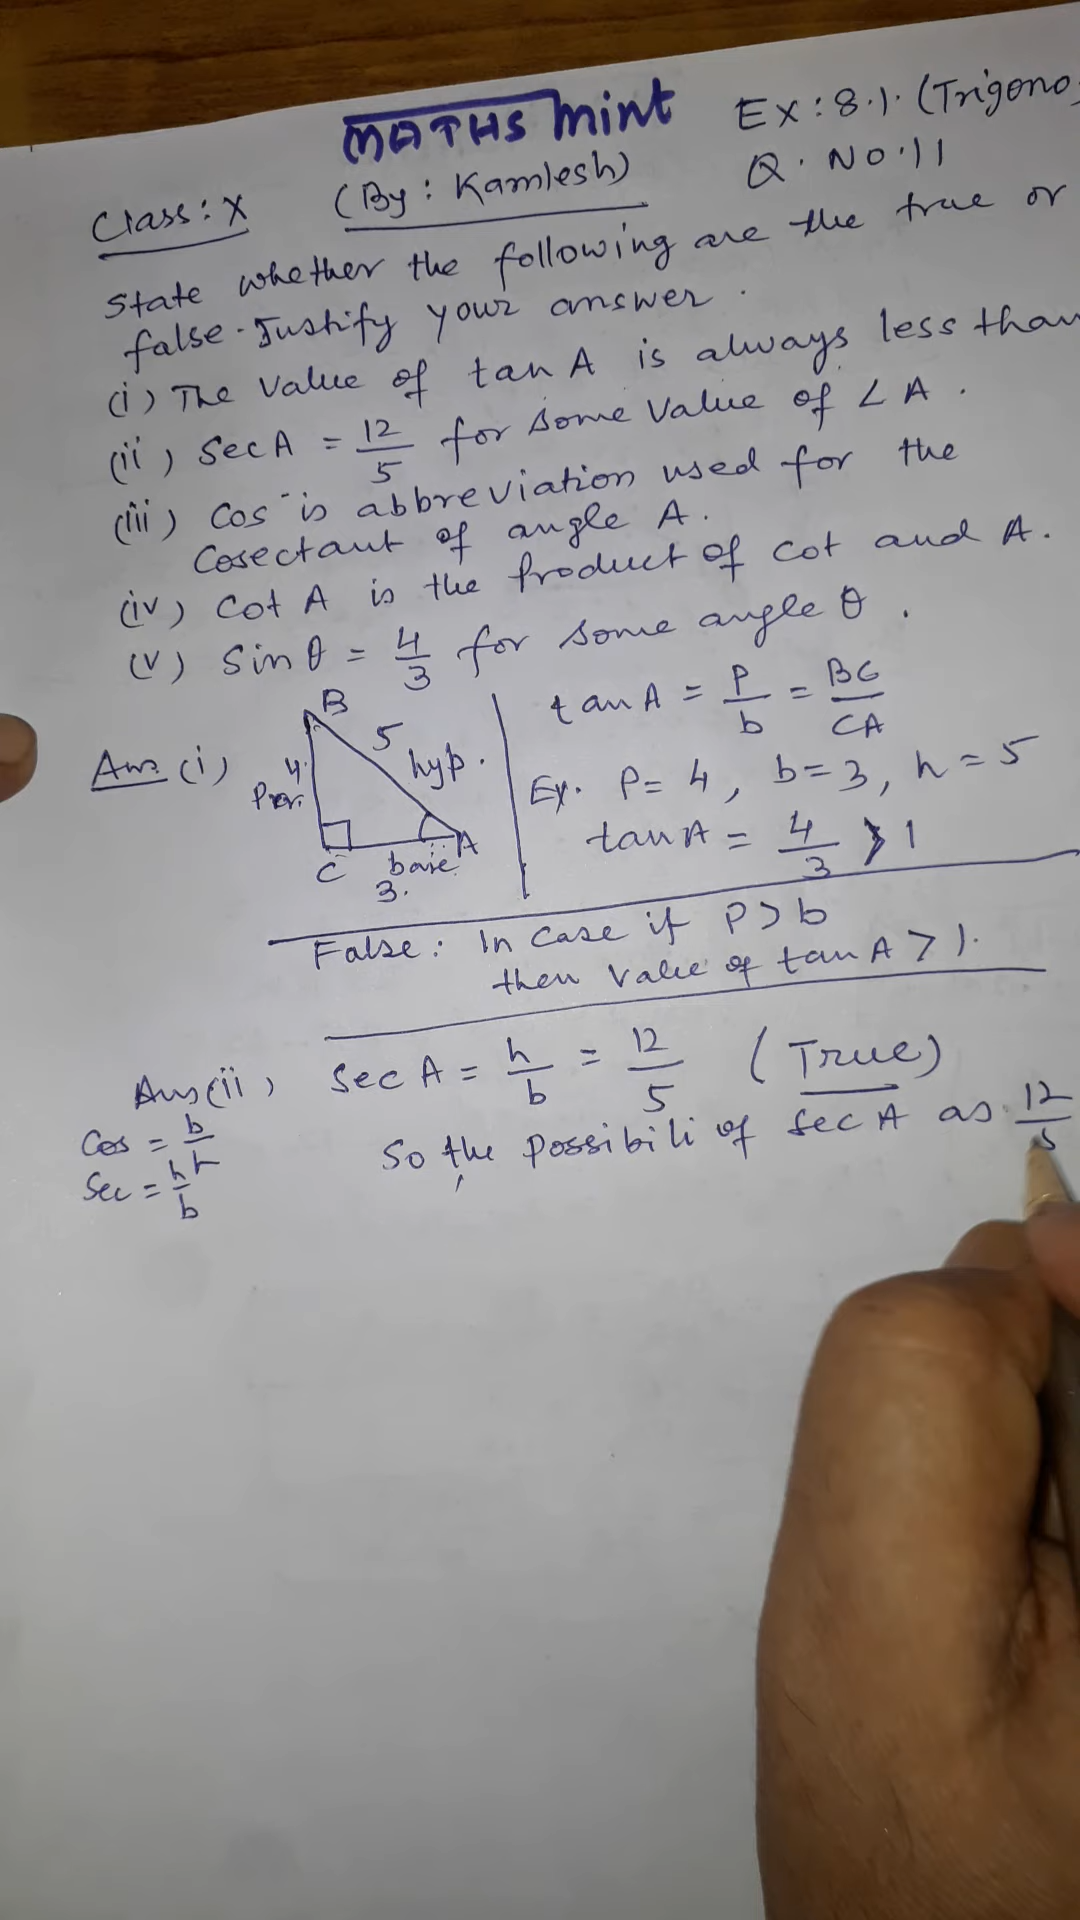 MATHS mint
Ex: 8.1. (Trigono
(By: Kamlesh)
Q. No. 11
Class: X
State whether the following are the true or
false. Justify your answer.
(i) The value of tan A is always less than
(ii) Sec A = 12/5 for some value of ∠A.
(iii) Cos is abbreviation used for the
Cosectant of angle A.
(iv) Cot A is the product of cot and A.
(v) Sin θ = 4/3 for some angle θ.
Ans (i)
B
5
hyp.
4
C
base
A
3.
tan A = P/b =
CA
Ex. P = 4, b = 3, h = 5
tan A = 4/3 > 1
False: In case if P > b
then value of tan A > 1.
Ans (ii) Sec A = h/b = 12/5 (True)
Cos = b/h
Sec = h/b
So the possibili of sec A as 12/5